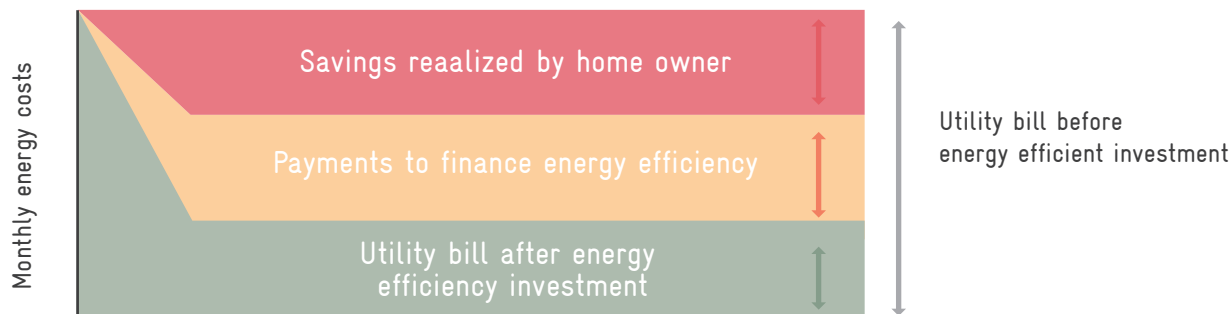 Monthly energy costs
Savings reaalized by home owner
Payments to finance energy efficiency
Utility bill after energy
efficiency investment
Utility bill before
energy efficient investment